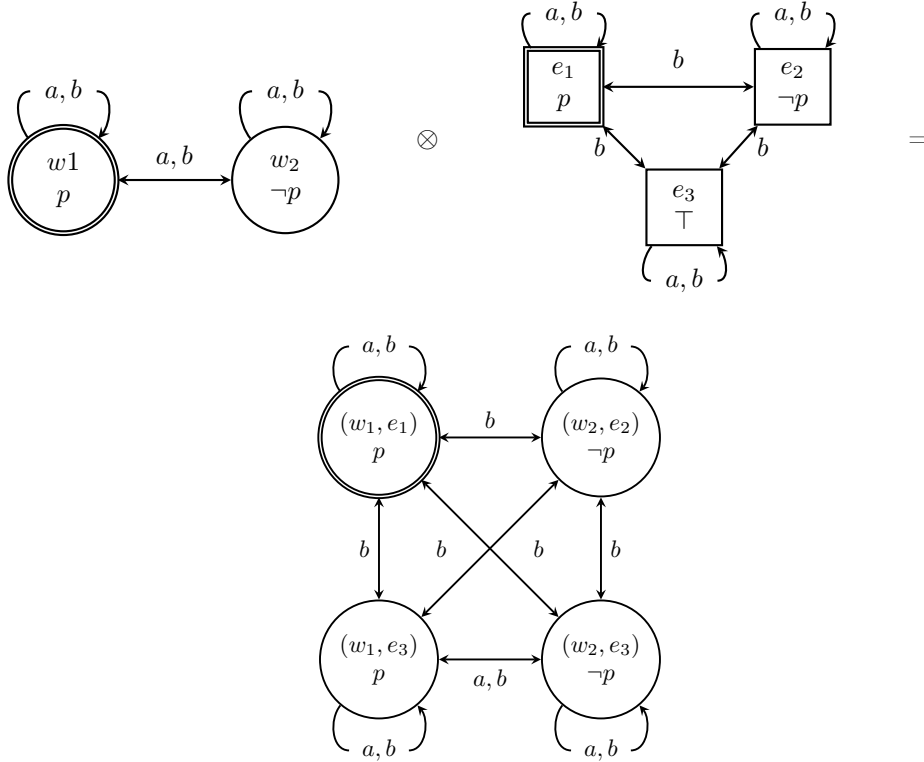 a, b
a, b
w1
p
a, b
w₂
¬p
⊗
a, b
a, b
e₁
p
b
e₂
¬p
b
b
e₃
⊤
a, b
=
a, b
a, b
(w₁, e₁)
p
b
(w₂, e₂)
¬p
b
b
b
b
(w₁, e₃)
p
a, b
(w₂, e₃)
¬p
a, b
a, b